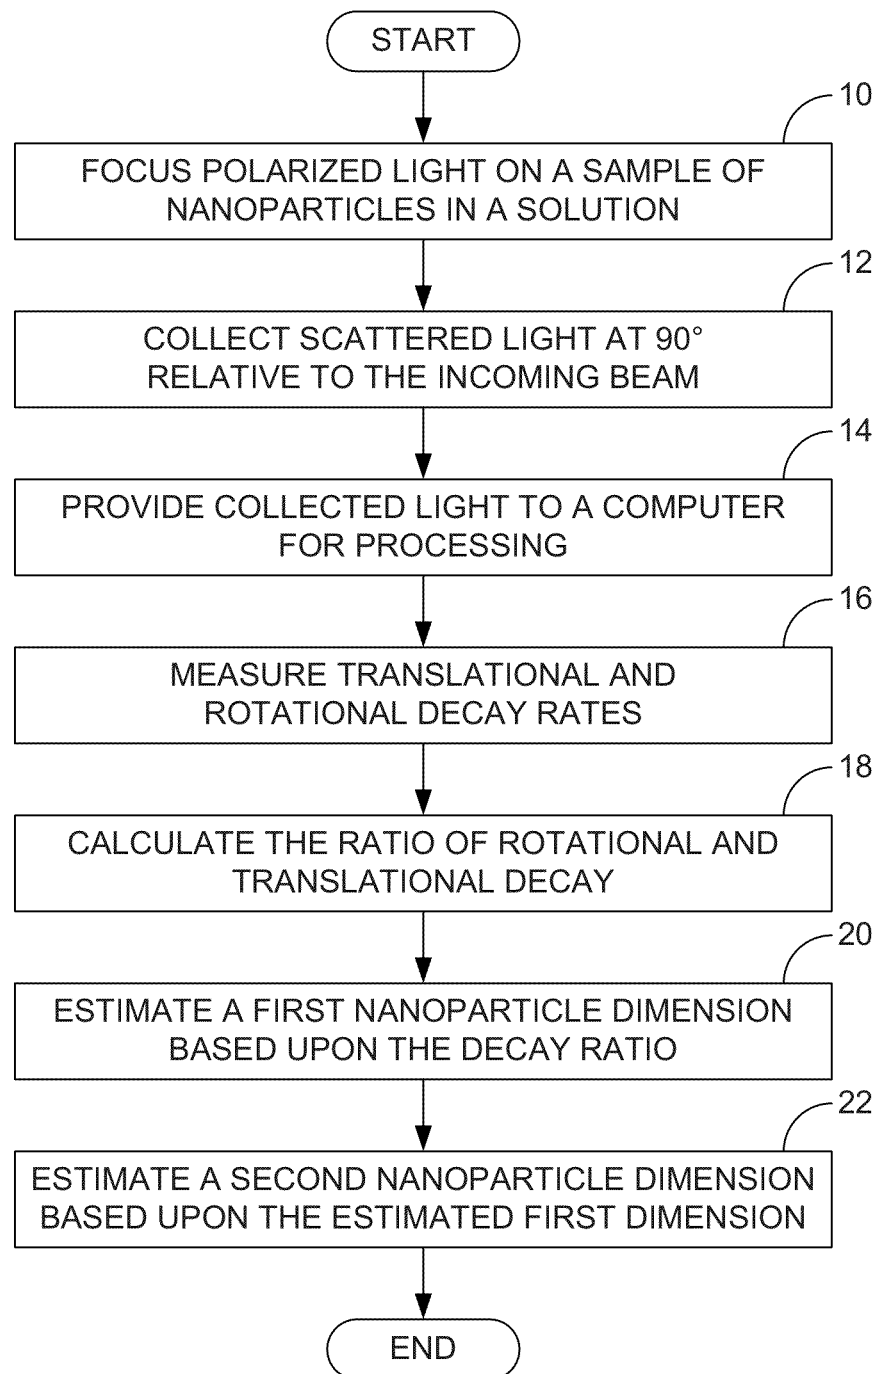 START
10
FOCUS POLARIZED LIGHT ON A SAMPLE OF
NANOPARTICLES IN A SOLUTION
12
COLLECT SCATTERED LIGHT AT 90°
RELATIVE TO THE INCOMING BEAM
14
PROVIDE COLLECTED LIGHT TO A COMPUTER
FOR PROCESSING
16
MEASURE TRANSLATIONAL AND
ROTATIONAL DECAY RATES
18
CALCULATE THE RATIO OF ROTATIONAL AND
TRANSLATIONAL DECAY
20
ESTIMATE A FIRST NANOPARTICLE DIMENSION
BASED UPON THE DECAY RATIO
22
ESTIMATE A SECOND NANOPARTICLE DIMENSION
BASED UPON THE ESTIMATED FIRST DIMENSION
END